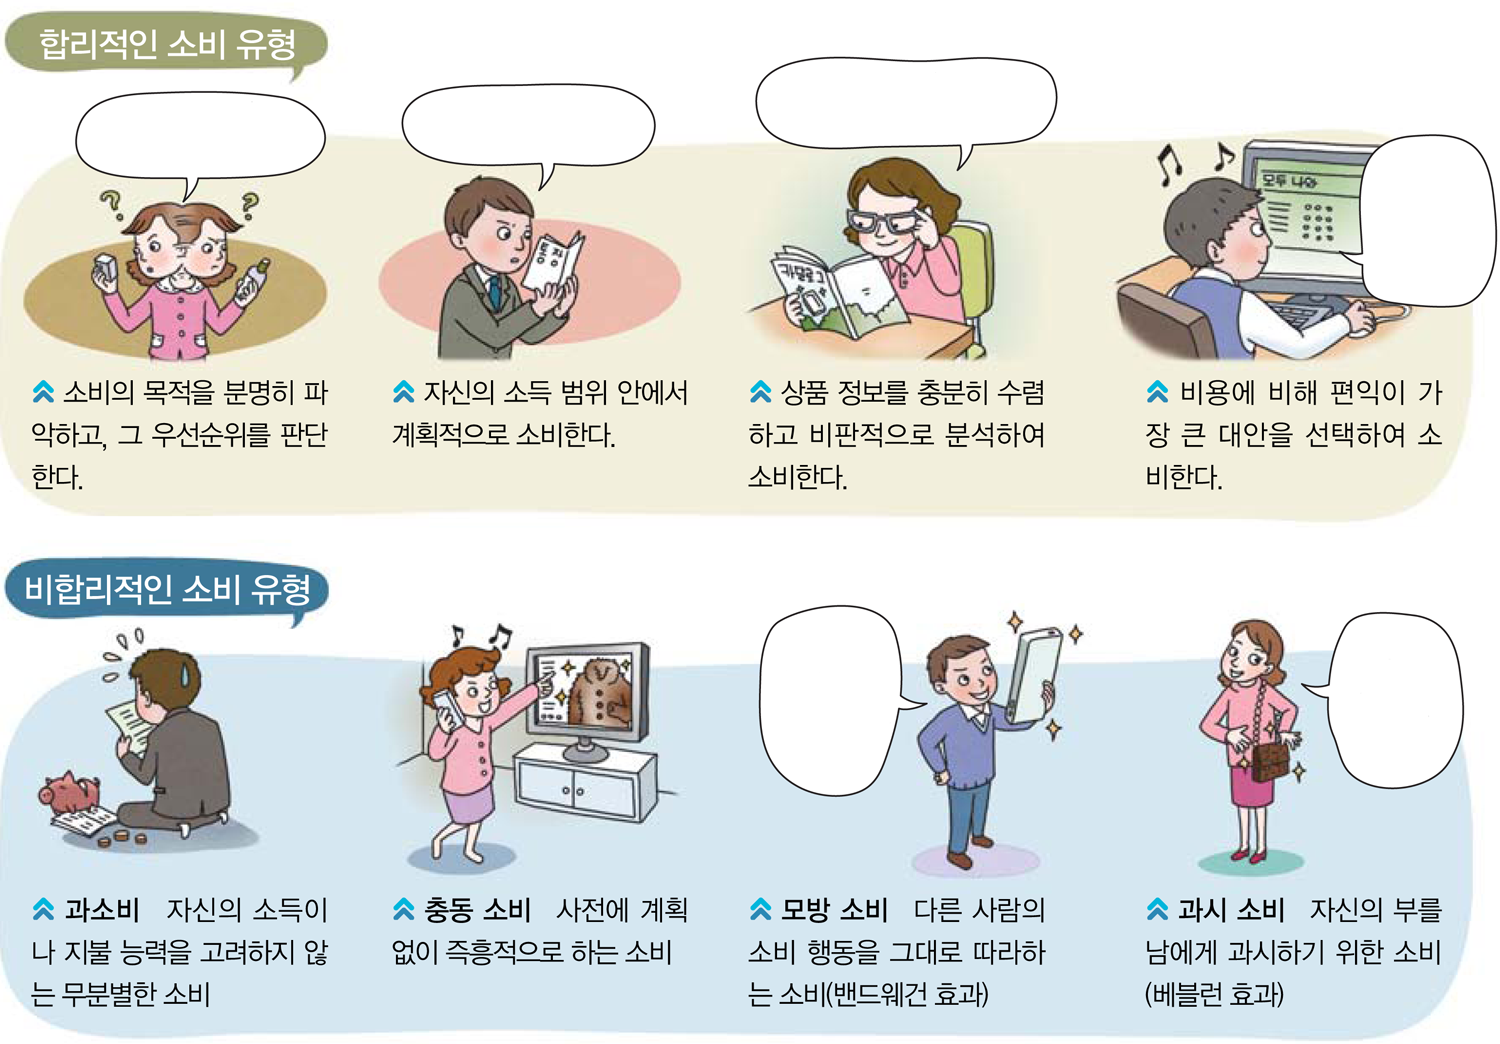 합리적인 소비 유형
통장
카탈로그
모두 나와
소비의 목적을 분명히 파
악하고, 그 우선순위를 판단
한다.
자신의 소득 범위 안에서
계획적으로 소비한다.
상품 정보를 충분히 수렴
하고 비판적으로 분석하여
소비한다.
비용에 비해 편익이 가
장 큰 대안을 선택하여 소
비한다.
비합리적인 소비 유형
과소비 자신의 소득이
나 지불 능력을 고려하지 않
는 무분별한 소비
충동 소비 사전에 계획
없이 즉흥적으로 하는 소비
모방 소비 다른 사람의
소비 행동을 그대로 따라하
는 소비(밴드웨건 효과)
과시 소비 자신의 부를
남에게 과시하기 위한 소비
(베블런 효과)